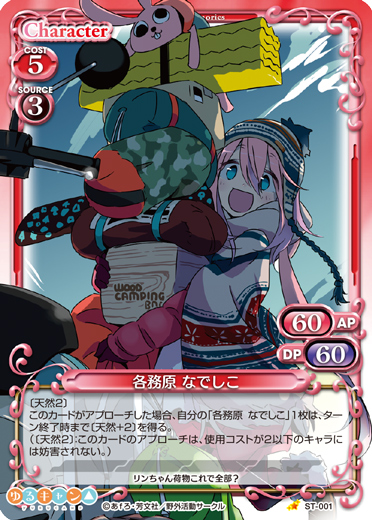 Character
COST
5
SOURCE
3
WOOD
CAMPING
60 AP
DP 60
各務原 なでしこ
〔天然2〕
このカードがアプローチした場合、自分の「各務原 なでしこ」1枚は、ターン終了時まで〔天然+2〕を得る。
(〔天然2〕:このカードのアプローチは、使用コストが2以下のキャラには妨害されない。)
リンちゃん荷物これで全部?
ゆるキャン△
YURUCAMP
©あfろ・芳文社/野外活動サークル
ST-001